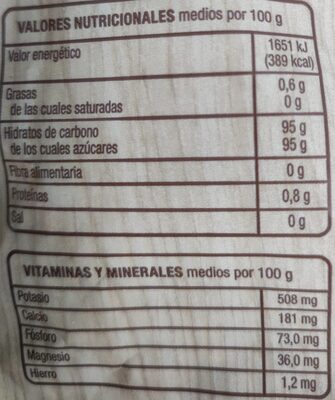 VALORES NUTRICIONALES medios por 100 g
Valor energético 1651 kJ
(389 kcal)
Grasas 0,6 g
de las cuales saturadas 0 g
Hidratos de carbono 95 g
de los cuales azúcares 95 g
Fibra alimentaria 0 g
Proteínas 0,8 g
Sal 0 g
VITAMINAS Y MINERALES medios por 100 g
Potasio 508 mg
Calcio 181 mg
Fósforo 73,0 mg
Magnesio 36,0 mg
Hierro 1,2 mg